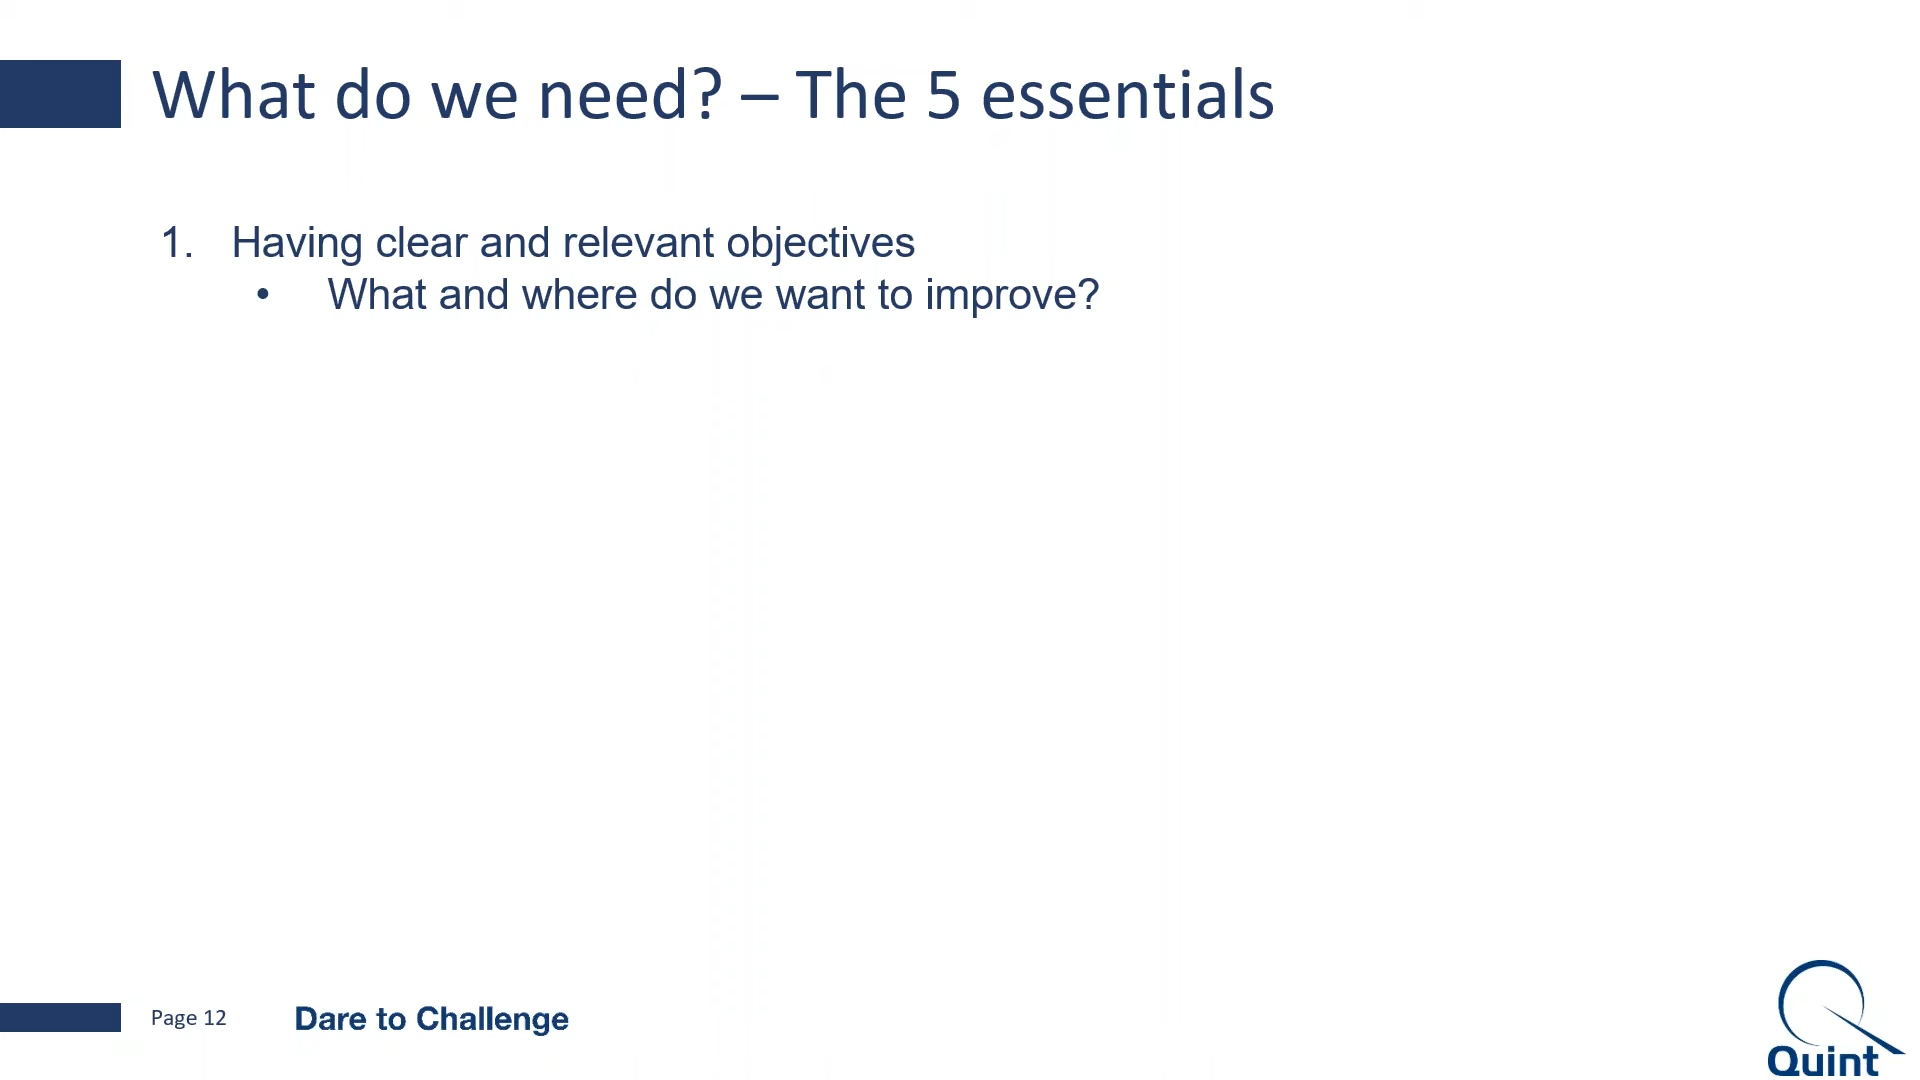 What do we need? – The 5 essentials
1. Having clear and relevant objectives
• What and where do we want to improve?
Page 12 Dare to Challenge
Quint